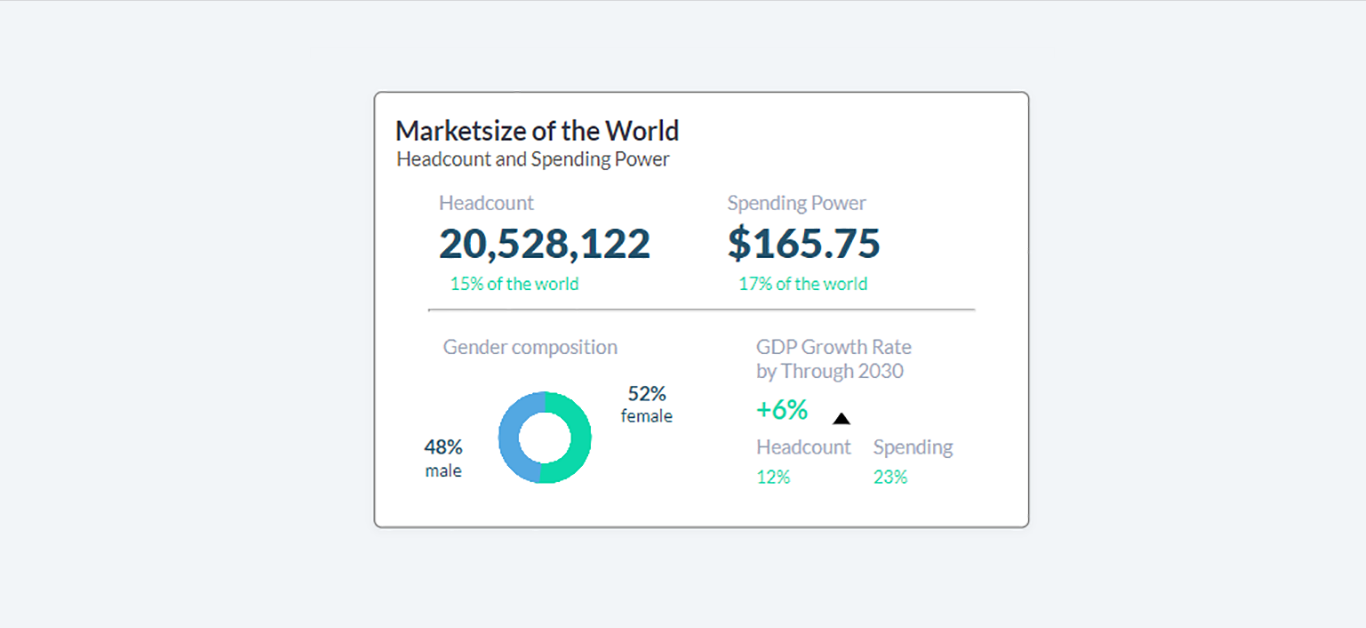 Marketsize of the World
Headcount and Spending Power
Headcount
20,528,122
15% of the world
Spending Power
$165.75
17% of the world
Gender composition
52%
female
48%
male
GDP Growth Rate
by Through 2030
+6%
Headcount
12%
Spending
23%